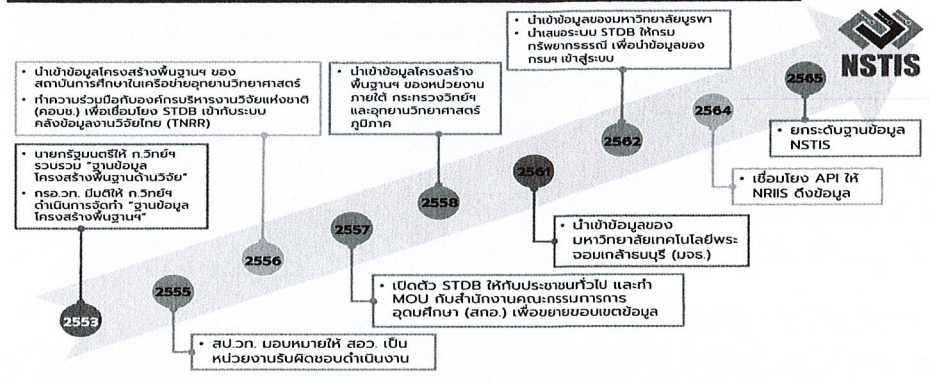 • นำเข้าข้อมูลของมหาวิทยาลัยบูรพา
• นำเสนอระบบ STDB ให้กรม
ทรัพยากรธรณี เพื่อนำข้อมูลของ
กรมฯ เข้าสู่ระบบ
NSTIS
• นำเข้าข้อมูลโครงสร้างพื้นฐานฯ ของ
สถาบันการศึกษาในเครือข่ายอุทยานวิทยาศาสตร์
• ทำความร่วมมือกับองค์กรบริหารงานวิจัยแห่งชาติ
(คอบช.) เพื่อเชื่อมโยง STDB เข้ากับระบบ
คลังข้อมูลงานวิจัยไทย (TNRR)
• นำเข้าข้อมูลโครงสร้าง
พื้นฐานฯ ของหน่วยงาน
ภายใต้ กระทรวงวิทย์ฯ
และอุทยานวิทยาศาสตร์
ภูมิภาค
2565
2564
• ยกระดับฐานข้อมูล
NSTIS
2562
• นายกรัฐมนตรีให้ ก.วิทย์ฯ
รวบรวม "ฐานข้อมูล
โครงสร้างพื้นฐานด้านวิจัย"
• กรอ.วท. มีมติให้ ก.วิทย์ฯ
ดำเนินการจัดทำ "ฐานข้อมูล
โครงสร้างพื้นฐานฯ"
2561
• เชื่อมโยง API ให้
NRIIS ดึงข้อมูล
2558
2557
• นำเข้าข้อมูลของ
มหาวิทยาลัยเทคโนโลยีพระ
จอมเกล้าธนบุรี (มจธ.)
2556
2555
• เปิดตัว STDB ให้กับประชาชนทั่วไป และทำ
MOU กับสำนักงานคณะกรรมการการ
อุดมศึกษา (สกอ.) เพื่อขยายขอบเขตข้อมูล
2553
• สป.วท. มอบหมายให้ สอว. เป็น
หน่วยงานรับผิดชอบดำเนินงาน